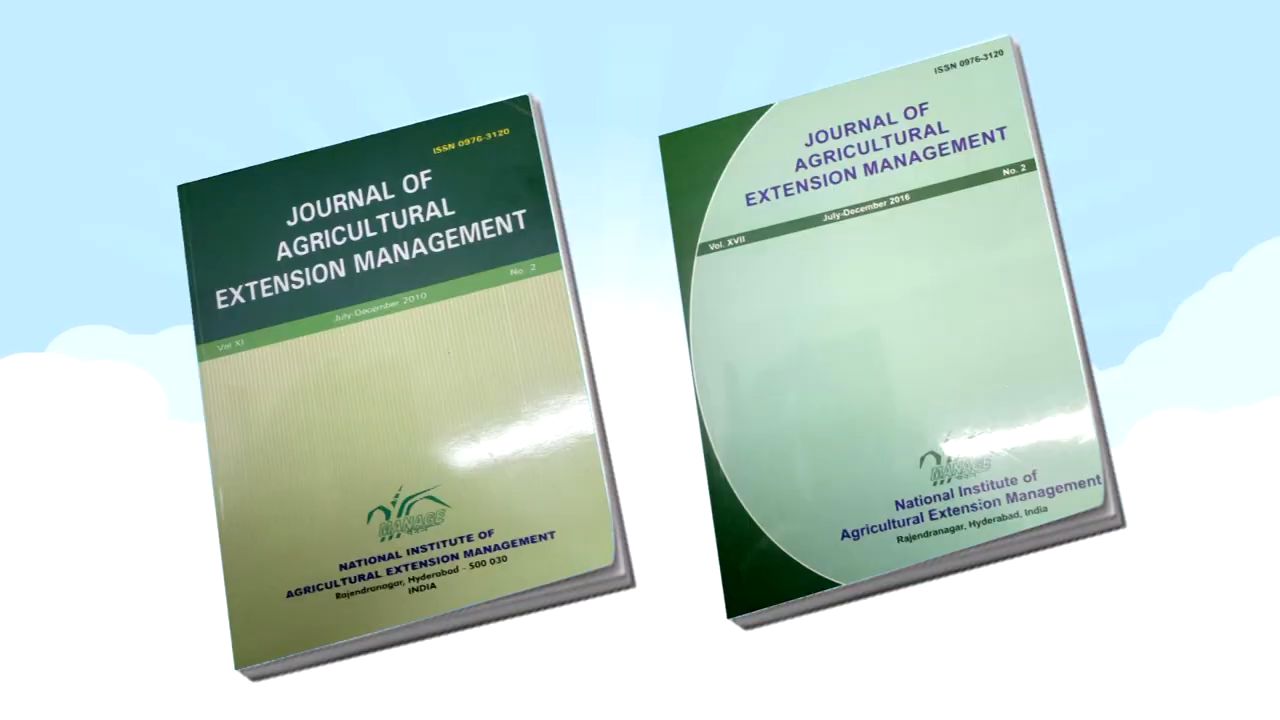 ISSN 0976-3120
JOURNAL OF
AGRICULTURAL
EXTENSION MANAGEMENT
Vol XI July-December 2010 No. 2
MANAGE
NATIONAL INSTITUTE OF
AGRICULTURAL EXTENSION MANAGEMENT
Rajendranagar, Hyderabad - 500 030
INDIA
ISSN 0976-3120
JOURNAL OF
AGRICULTURAL
EXTENSION MANAGEMENT
Vol. XVII July-December 2016 No. 2
MANAGE
National Institute of
Agricultural Extension Management
Rajendranagar, Hyderabad, India